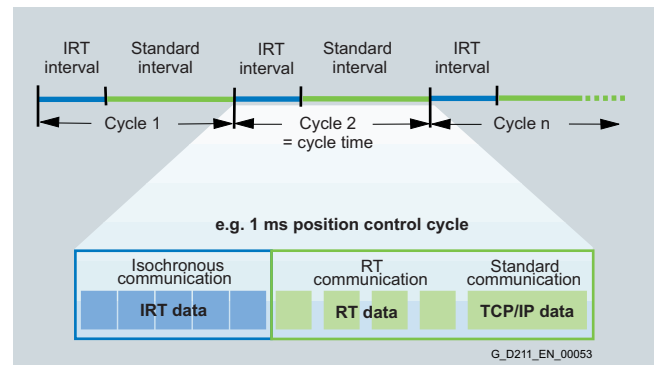 IRT
interval
Standard
interval
IRT
interval
Standard
interval
IRT
interval
Cycle 1
Cycle 2
= cycle time
Cycle n
e.g. 1 ms position control cycle
Isochronous
communication
IRT data
RT
communication
RT data
Standard
communication
TCP/IP data
G_D211_EN_00053